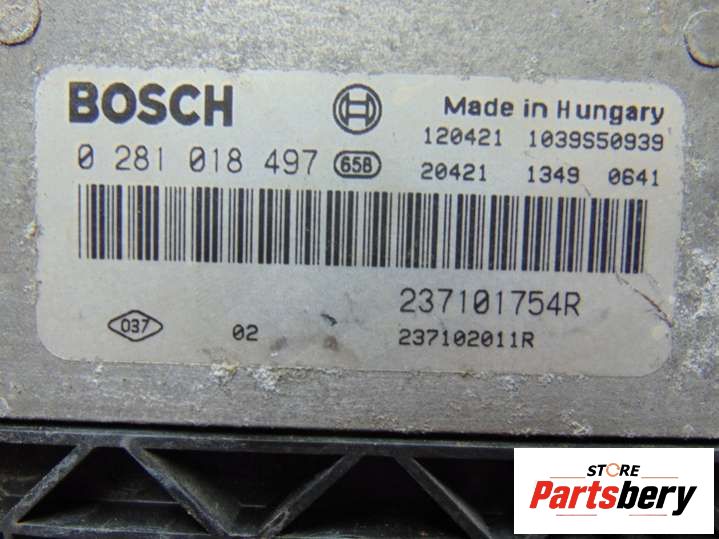 BOSCH
Made in Hungary
120421 1039S50939
0 281 018 497 658
20421 1349 0641
237101754R
037 02
237102011R
STORE
Partsbery